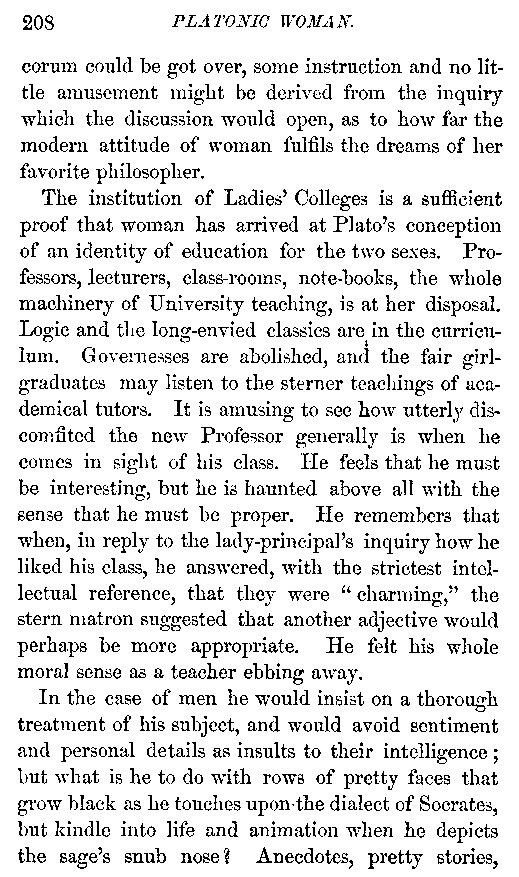 208 PLATONIC WOMAN.
corum could be got over, some instruction and no lit-
tle amusement might be derived from the inquiry
which the discussion would open, as to how far the
modern attitude of woman fulfils the dreams of her
favorite philosopher.
The institution of Ladies' Colleges is a sufficient
proof that woman has arrived at Plato's conception
of an identity of education for the two sexes. Pro-
fessors, lecturers, class-rooms, note-books, the whole
machinery of University teaching, is at her disposal.
Logic and the long-envied classics are in the curricu-
lum. Governesses are abolished, and the fair girl-
graduates may listen to the sterner teachings of aca-
demical tutors. It is amusing to see how utterly dis-
comfited the new Professor generally is when he
comes in sight of his class. He feels that he must
be interesting, but he is haunted above all with the
sense that he must be proper. He remembers that
when, in reply to the lady-principal's inquiry how he
liked his class, he answered, with the strictest intel-
lectual reference, that they were "charming," the
stern matron suggested that another adjective would
perhaps be more appropriate. He felt his whole
moral sense as a teacher ebbing away.
In the case of men he would insist on a thorough
treatment of his subject, and would avoid sentiment
and personal details as insults to their intelligence;
but what is he to do with rows of pretty faces that
grow black as he touches upon the dialect of Socrates,
but kindle into life and animation when he depicts
the sage's snub nose? Anecdotes, pretty stories,